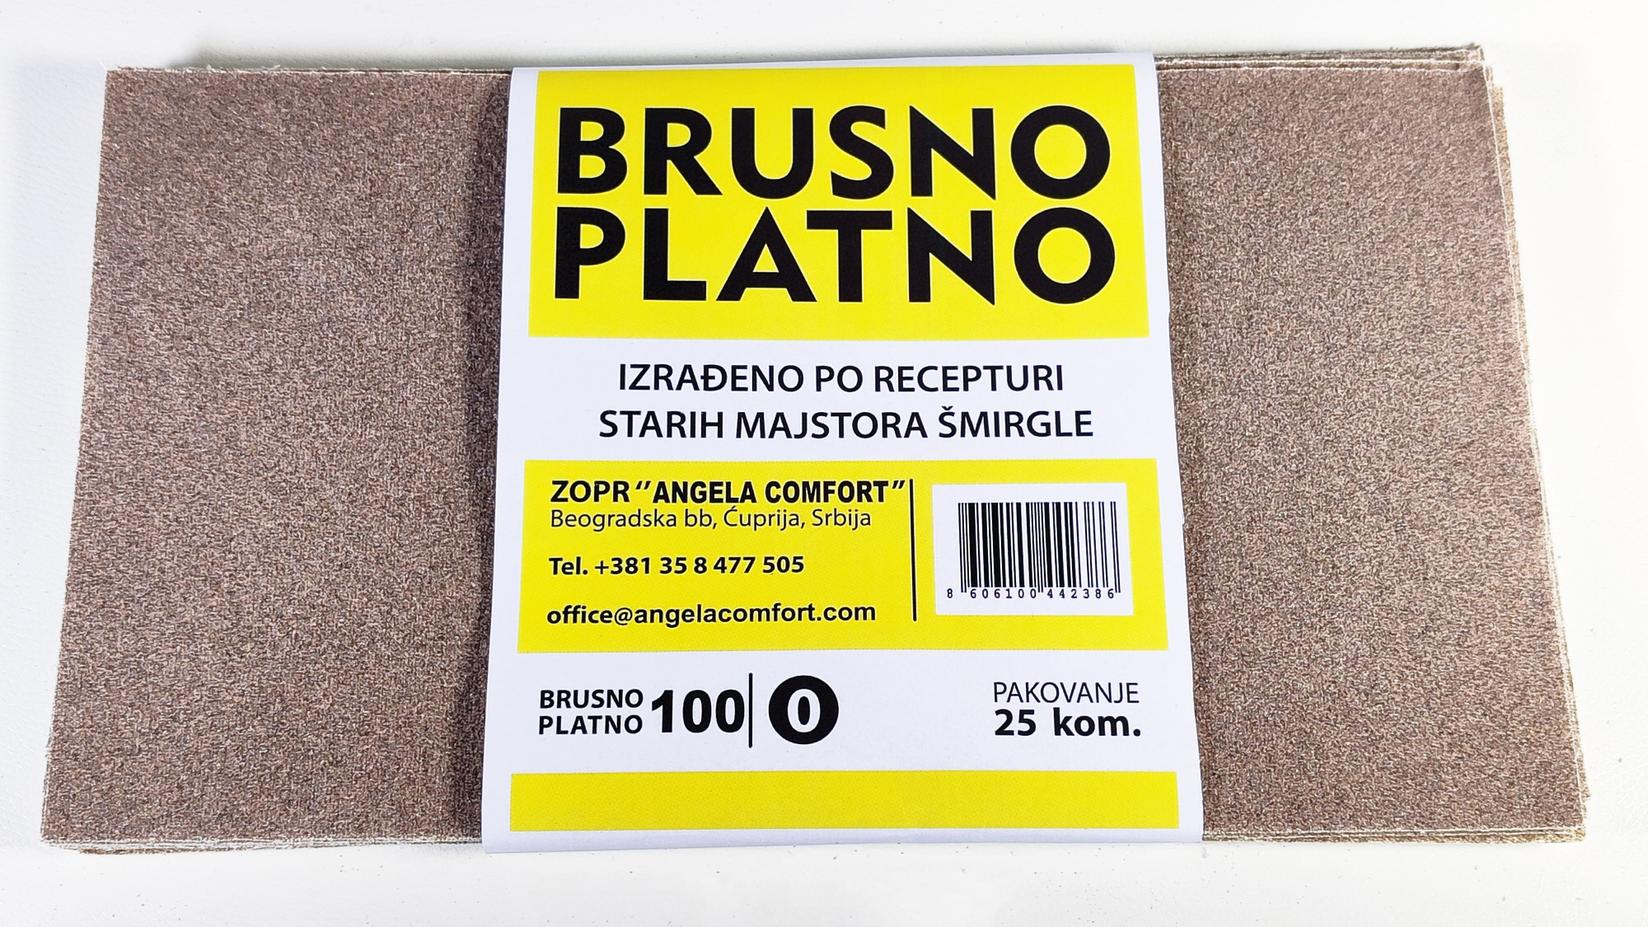 BRUSNO
PLATNO
IZRAĐENO PO RECEPTURI
STARIH MAJSTORA ŠMIRGLE
ZOPR "ANGELA COMFORT"
Beogradska bb, Ćuprija, Srbija
Tel. +381 35 8 477 505
office@angelacomfort.com
8 606100 442386
BRUSNO
PLATNO 100 0
PAKOVANJE
25 kom.